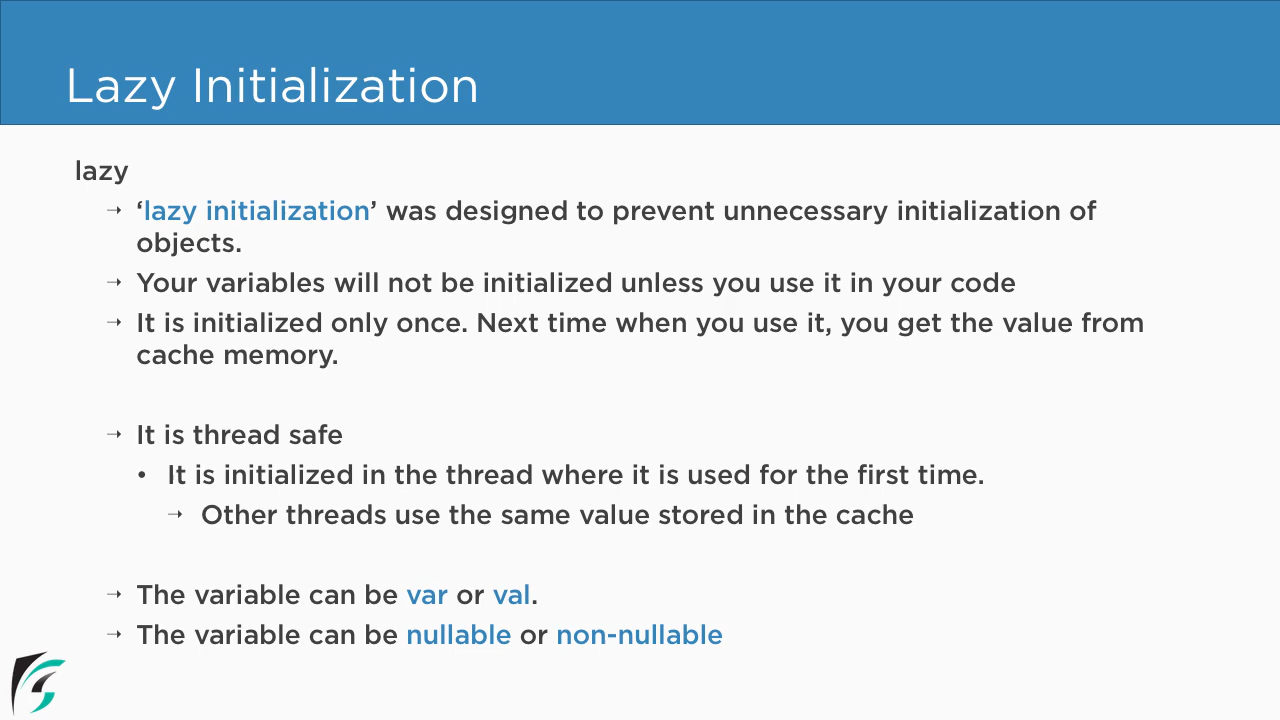 Lazy Initialization
lazy
→ ‘lazy initialization’ was designed to prevent unnecessary initialization of
objects.
→ Your variables will not be initialized unless you use it in your code
→ It is initialized only once. Next time when you use it, you get the value from
cache memory.
→ It is thread safe
• It is initialized in the thread where it is used for the first time.
→ Other threads use the same value stored in the cache
→ The variable can be var or val.
→ The variable can be nullable or non-nullable